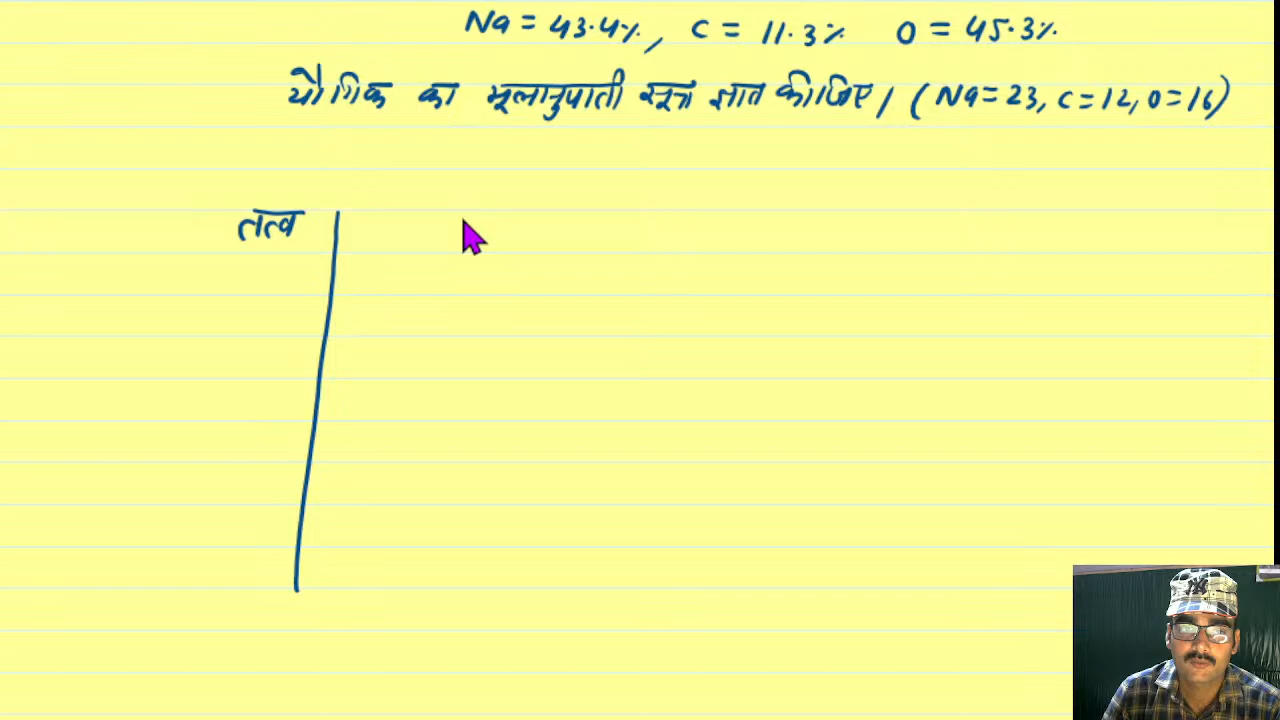 Na = 43.4%, C = 11.3% O = 45.3%
यौगिक का मूलानुपाती सूत्र ज्ञात कीजिए। (Na=23, C=12, O=16)
तत्व